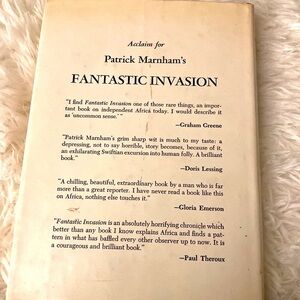 Acclaim for
Patrick Marnham's
FANTASTIC INVASION
"I find Fantastic Invasion one of those rare things, an impor-
tant book on independent Africa today. I would describe it
as 'uncommon sense.' "
—Graham Greene
"Patrick Marnham's grim sharp wit is much to my taste: a
depressing, not to say horrible, story becomes, because of it,
an exhilarating Swiftian excursion into human folly. A brilliant
book."
—Doris Lessing
"A chilling, beautiful, extraordinary book by a man who is far
more than a great reporter. I have never read a book like this
on Africa, nothing else touches it."
—Gloria Emerson
"Fantastic Invasion is an absolutely horrifying chronicle which
better than any book I know explains Africa and finds a pat-
tern in what has baffled every other observer up to now. It is
a courageous and brilliant book."
—Paul Theroux